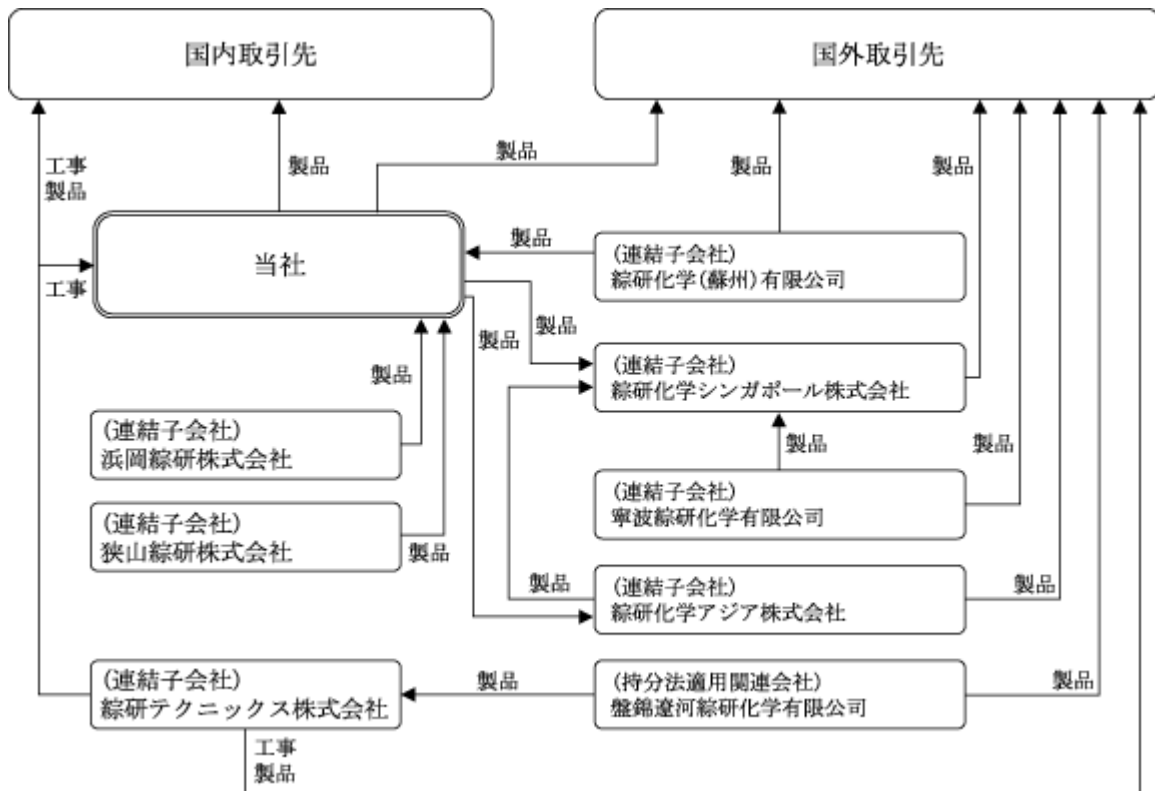 国内取引先
国外取引先
工事
製品
製品
製品
製品
製品
当社
製品
(連結子会社)
綜研化学(蘇州)有限公司
工事
製品
製品
(連結子会社)
綜研化学シンガポール株式会社
製品
(連結子会社)
浜岡綜研株式会社
製品
製品
(連結子会社)
寧波綜研化学有限公司
(連結子会社)
狭山綜研株式会社
製品
製品
(連結子会社)
綜研化学アジア株式会社
製品
(連結子会社)
綜研テクニックス株式会社
製品
(持分法適用関連会社)
盤錦遼河綜研化学有限公司
製品
工事
製品